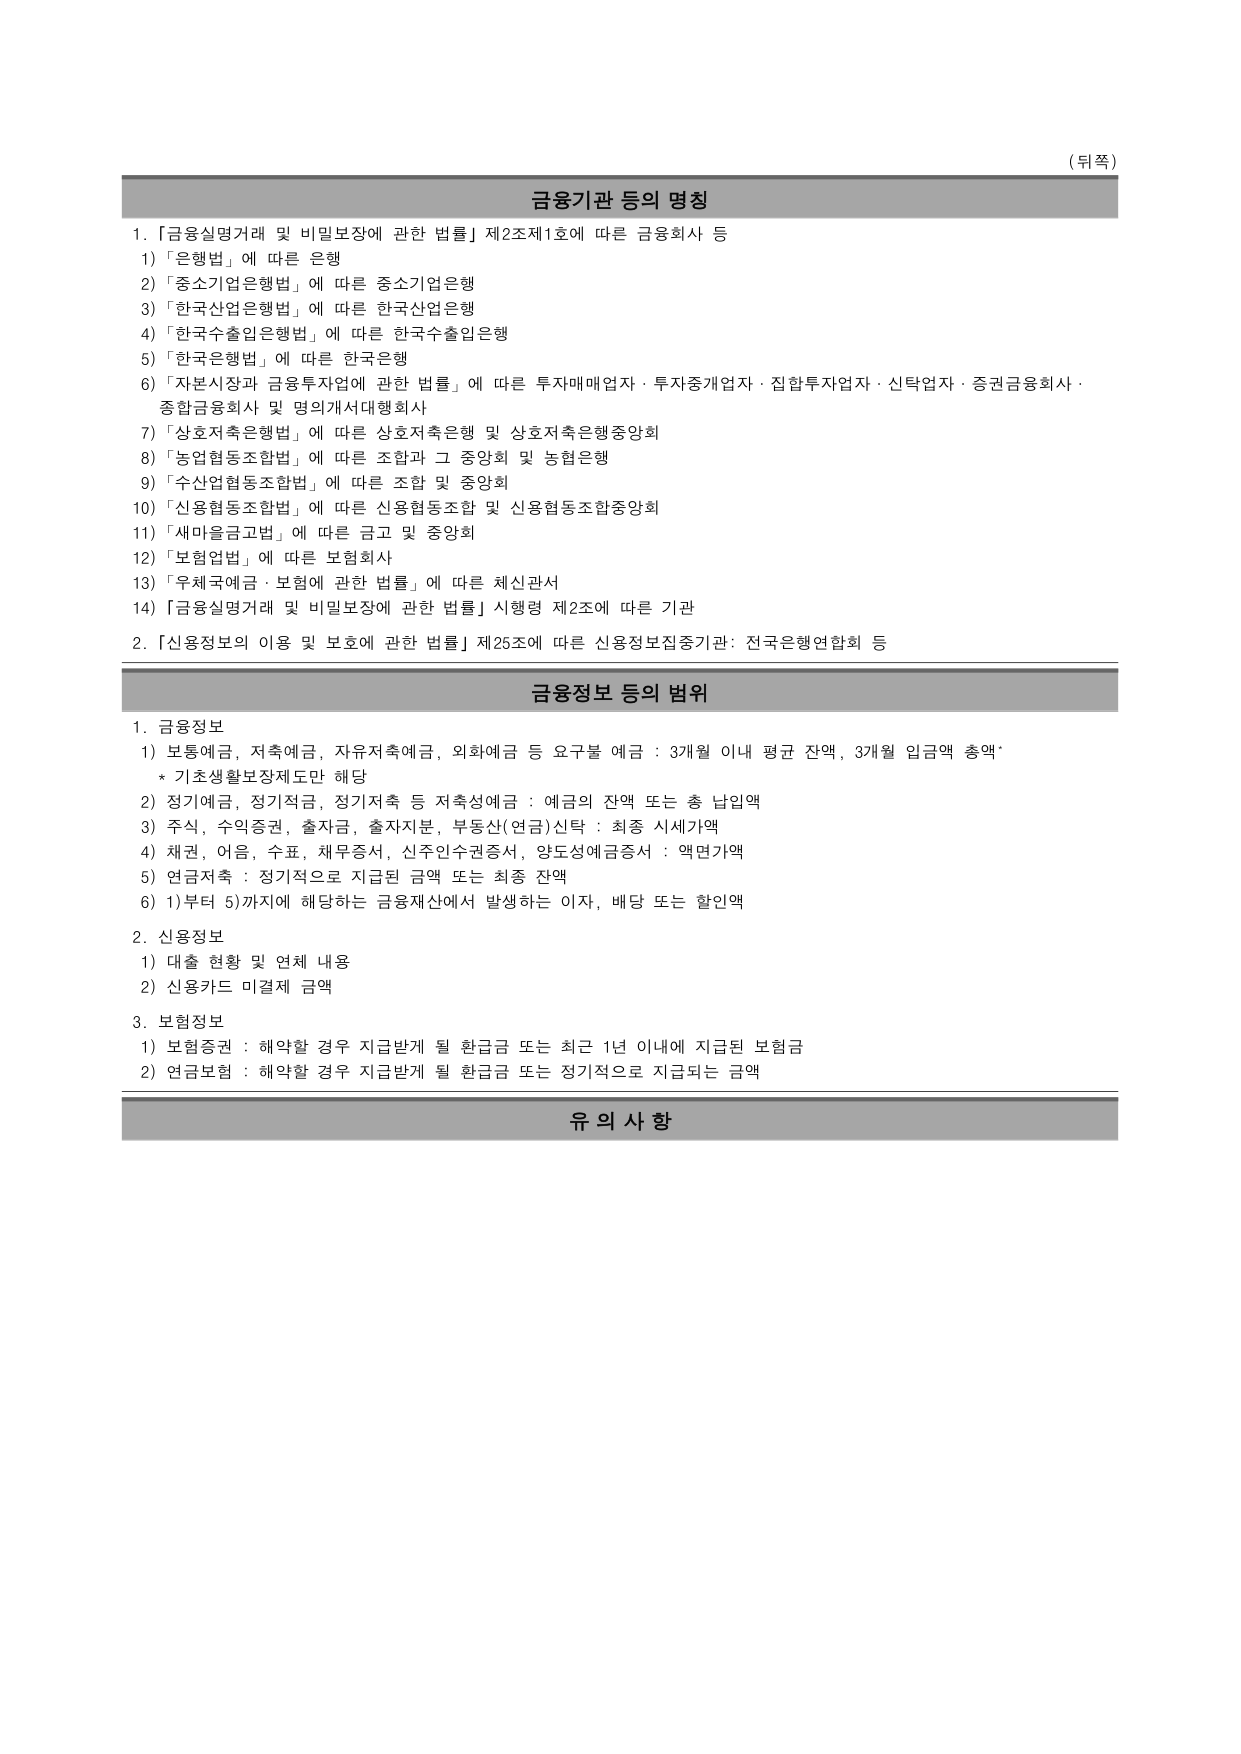 (뒤쪽)
금융기관 등의 명칭
1.「금융실명거래 및 비밀보장에 관한 법률」제2조제1호에 따른 금융회사 등
1)「은행법」에 따른 은행
2)「중소기업은행법」에 따른 중소기업은행
3)「한국산업은행법」에 따른 한국산업은행
4)「한국수출입은행법」에 따른 한국수출입은행
5)「한국은행법」에 따른 한국은행
6)「자본시장과 금융투자업에 관한 법률」에 따른 투자매매업자·투자중개업자·집합투자업자·신탁업자·증권금융회사·
종합금융회사 및 명의개서대행회사
7)「상호저축은행법」에 따른 상호저축은행 및 상호저축은행중앙회
8)「농업협동조합법」에 따른 조합과 그 중앙회 및 농협은행
9)「수산업협동조합법」에 따른 조합 및 중앙회
10)「신용협동조합법」에 따른 신용협동조합 및 신용협동조합중앙회
11)「새마을금고법」에 따른 금고 및 중앙회
12)「보험업법」에 따른 보험회사
13)「우체국예금·보험에 관한 법률」에 따른 체신관서
14)「금융실명거래 및 비밀보장에 관한 법률」시행령 제2조에 따른 기관
2.「신용정보의 이용 및 보호에 관한 법률」제25조에 따른 신용정보집중기관: 전국은행연합회 등
금융정보 등의 범위
1. 금융정보
1) 보통예금, 저축예금, 자유저축예금, 외화예금 등 요구불 예금 : 3개월 이내 평균 잔액, 3개월 입금액 총액*
* 기초생활보장제도만 해당
2) 정기예금, 정기적금, 정기저축 등 저축성예금 : 예금의 잔액 또는 총 납입액
3) 주식, 수익증권, 출자금, 출자지분, 부동산(연금)신탁 : 최종 시세가액
4) 채권, 어음, 수표, 채무증서, 신주인수권증서, 양도성예금증서 : 액면가액
5) 연금저축 : 정기적으로 지급된 금액 또는 최종 잔액
6) 1)부터 5)까지에 해당하는 금융재산에서 발생하는 이자, 배당 또는 할인액
2. 신용정보
1) 대출 현황 및 연체 내용
2) 신용카드 미결제 금액
3. 보험정보
1) 보험증권 : 해약할 경우 지급받게 될 환급금 또는 최근 1년 이내에 지급된 보험금
2) 연금보험 : 해약할 경우 지급받게 될 환급금 또는 정기적으로 지급되는 금액
유 의 사 항